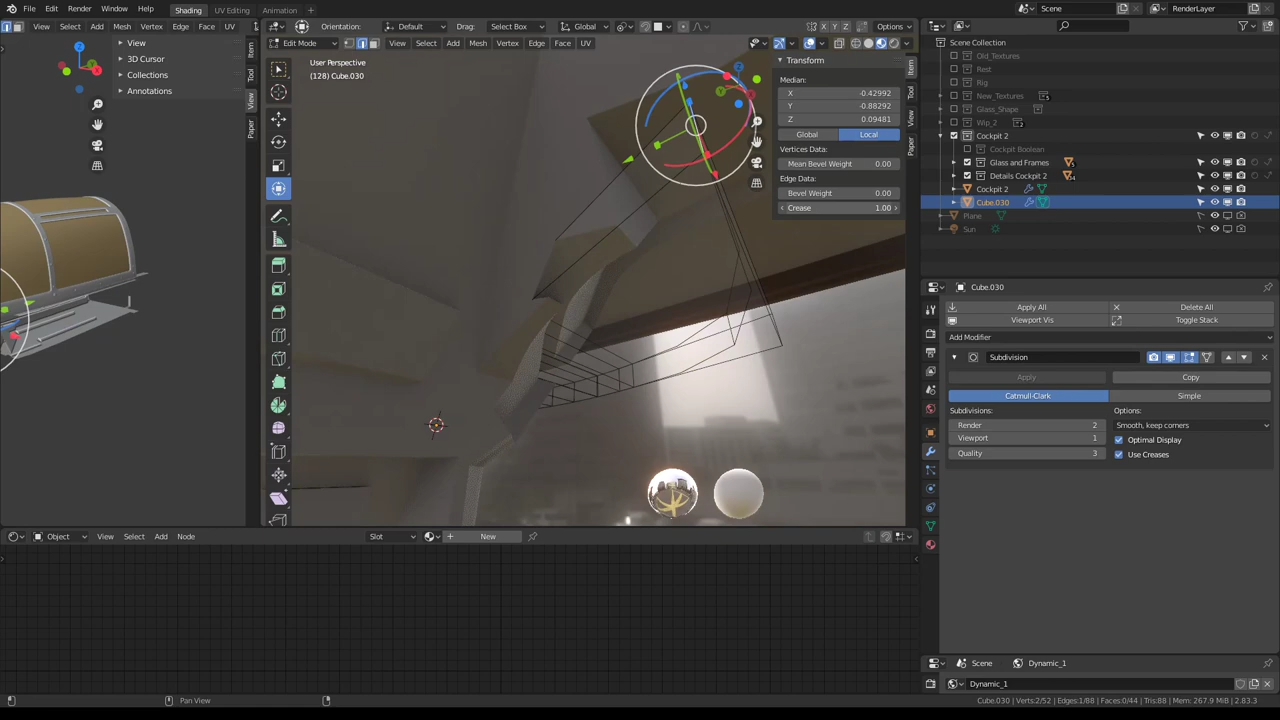 File Edit Render Window Help Shading UV Editing Animation Scene RenderLayer
View Select Add Mesh Vertex Edge Face UV
Orientation: Default Drag: Select Box Global X Y Z Options
Edit Mode View Select Add Mesh Vertex Edge Face UV
User Perspective
(128) Cube.030
View
3D Cursor
Collections
Annotations
Item
Tool
View
Paper
Transform
Median:
X -0.42992
Y -0.88292
Z 0.09481
Global Local
Vertices Data:
Mean Bevel Weight 0.00
Edge Data:
Bevel Weight 0.00
Crease 1.00
Item
Tool
View
Paper
Scene Collection
Old_Textures
Rest
Rig
New_Textures
Glass_Shape
Wip_2
Cockpit 2
Cockpit Boolean
Glass and Frames
Details Cockpit 2
Cockpit 2
Cube.030
Plane
Sun
Cube.030
Apply All Delete All
Viewport Vis Toggle Stack
Add Modifier
Subdivision
Apply Copy
Catmull-Clark Simple
Subdivisions: Options:
Render 2 Smooth, keep corners
Viewport 1 Optimal Display
Quality 3 Use Creases
Object View Select Add Node Slot New
Scene Dynamic_1
Dynamic_1
Pan View
Cube.030 | Verts:2/52 | Edges:1/88 | Faces:0/44 | Tris:88 | Mem: 267.9 MiB | 2.83.3